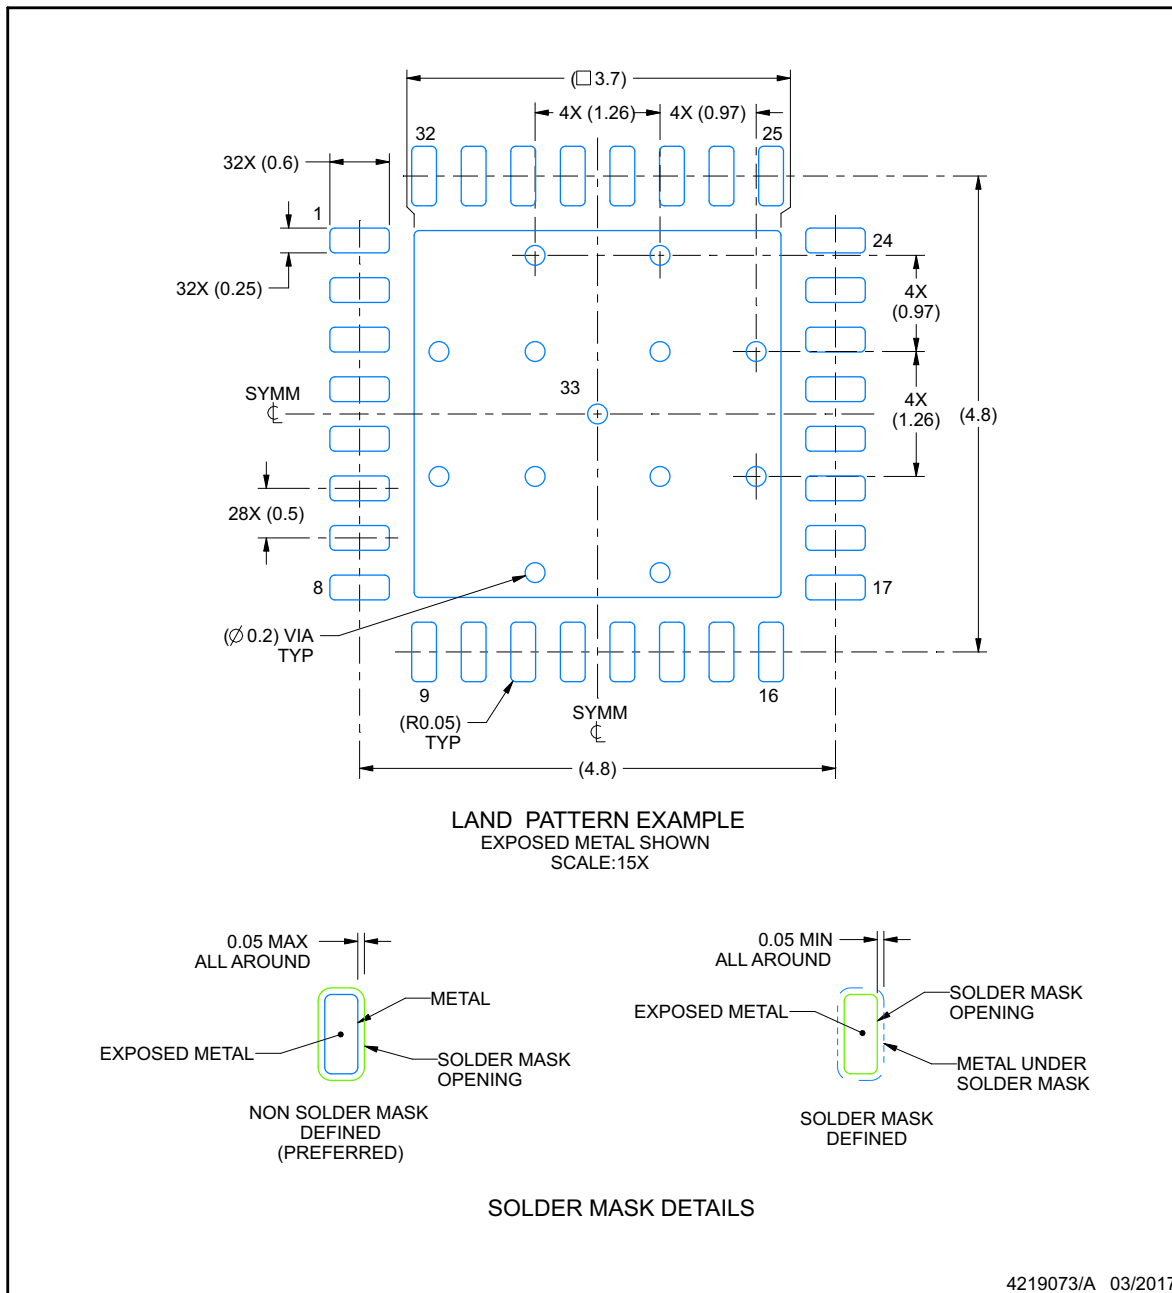 (□ 3.7)
4X (1.26)
4X (0.97)
32
25
32X (0.6)
1
24
32X (0.25)
4X
(0.97)
33
SYMM
℄
4X
(1.26)
(4.8)
28X (0.5)
8
17
(∅ 0.2) VIA
TYP
9
16
(R0.05)
TYP
SYMM
℄
(4.8)
LAND PATTERN EXAMPLE
EXPOSED METAL SHOWN
SCALE:15X
0.05 MAX
ALL AROUND
METAL
EXPOSED METAL
SOLDER MASK
OPENING
NON SOLDER MASK
DEFINED
(PREFERRED)
0.05 MIN
ALL AROUND
EXPOSED METAL
SOLDER MASK
OPENING
METAL UNDER
SOLDER MASK
SOLDER MASK
DEFINED
SOLDER MASK DETAILS
4219073/A 03/2017